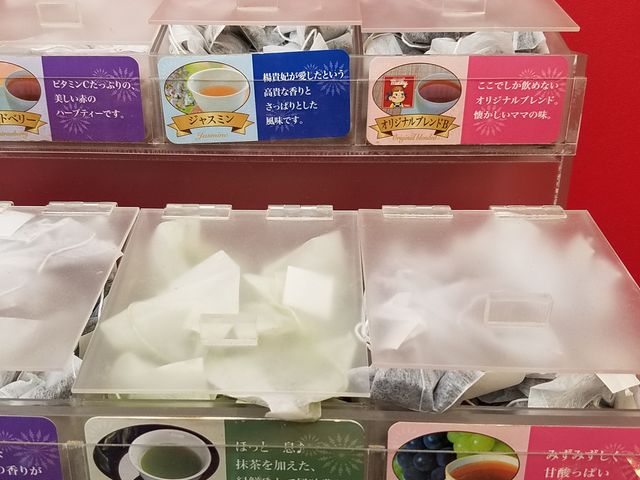 ドベリー
ビタミンCたっぷりの、
美しい赤の
ハーブティーです。
ジャスミン
Jasmine
楊貴妃が愛したという
高貴な香りと
さっぱりとした
風味です。
オリジナルブレンドB
Original blended
ここでしか飲めない
オリジナルブレンド。
懐かしいママの味。
の香りが
ほっと一息♪
抹茶を加えた、
みずみずしく
甘酸っぱい